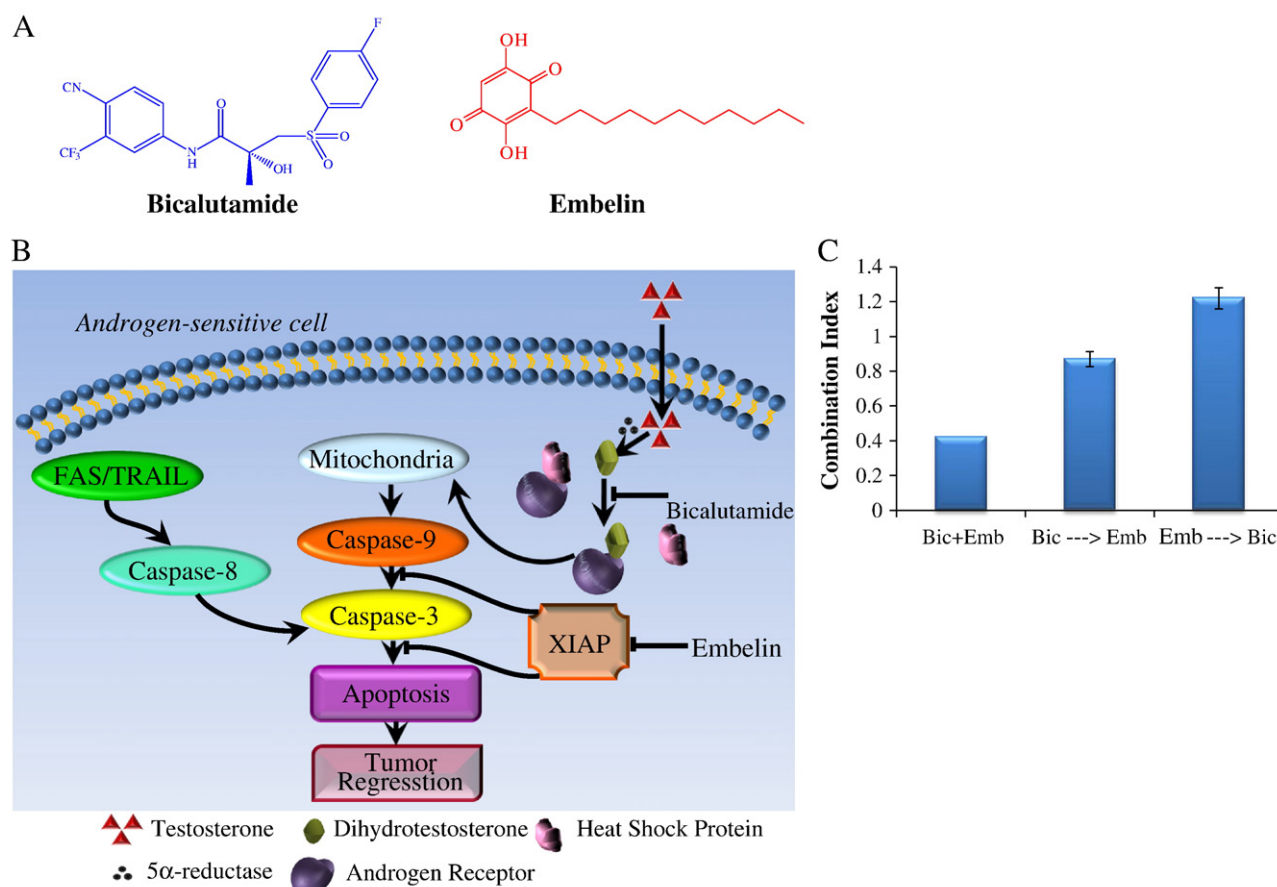 A
F
CN
O
CF3
N
H
OH
S
O
O
Bicalutamide
OH
O
O
OH
Embelin
B
Androgen-sensitive cell
FAS/TRAIL
Mitochondria
Bicalutamide
Caspase-9
Caspase-8
Caspase-3
XIAP
Embelin
Apoptosis
Tumor
Regresstion
Testosterone
Dihydrotestosterone
Heat Shock Protein
5α-reductase
Androgen Receptor
C
Combination Index
1.4
1.2
1
0.8
0.6
0.4
0.2
0
Bic+Emb
Bic ---> Emb
Emb ---> Bic